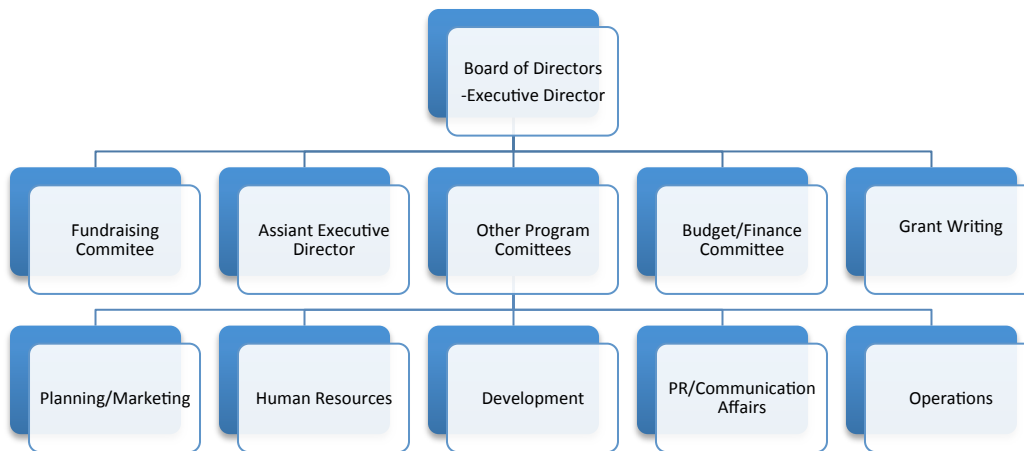 Board of Directors
-Executive Director
Fundraising
Commitee
Assiant Executive
Director
Other Program
Comittees
Budget/Finance
Committee
Grant Writing
Planning/Marketing
Human Resources
Development
PR/Communication
Affairs
Operations